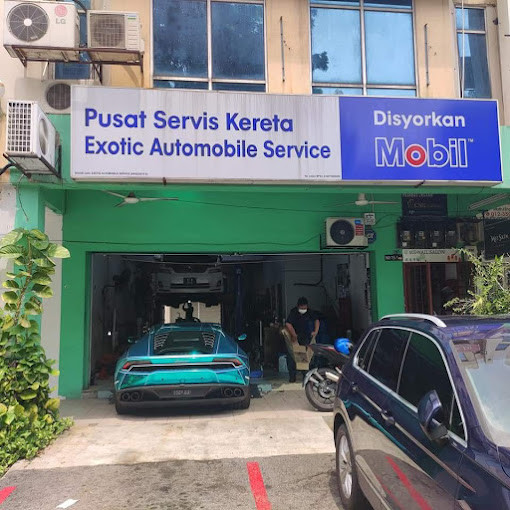 LG
Pusat Servis Kereta
Exotic Automobile Service
Disyorkan
Mobil